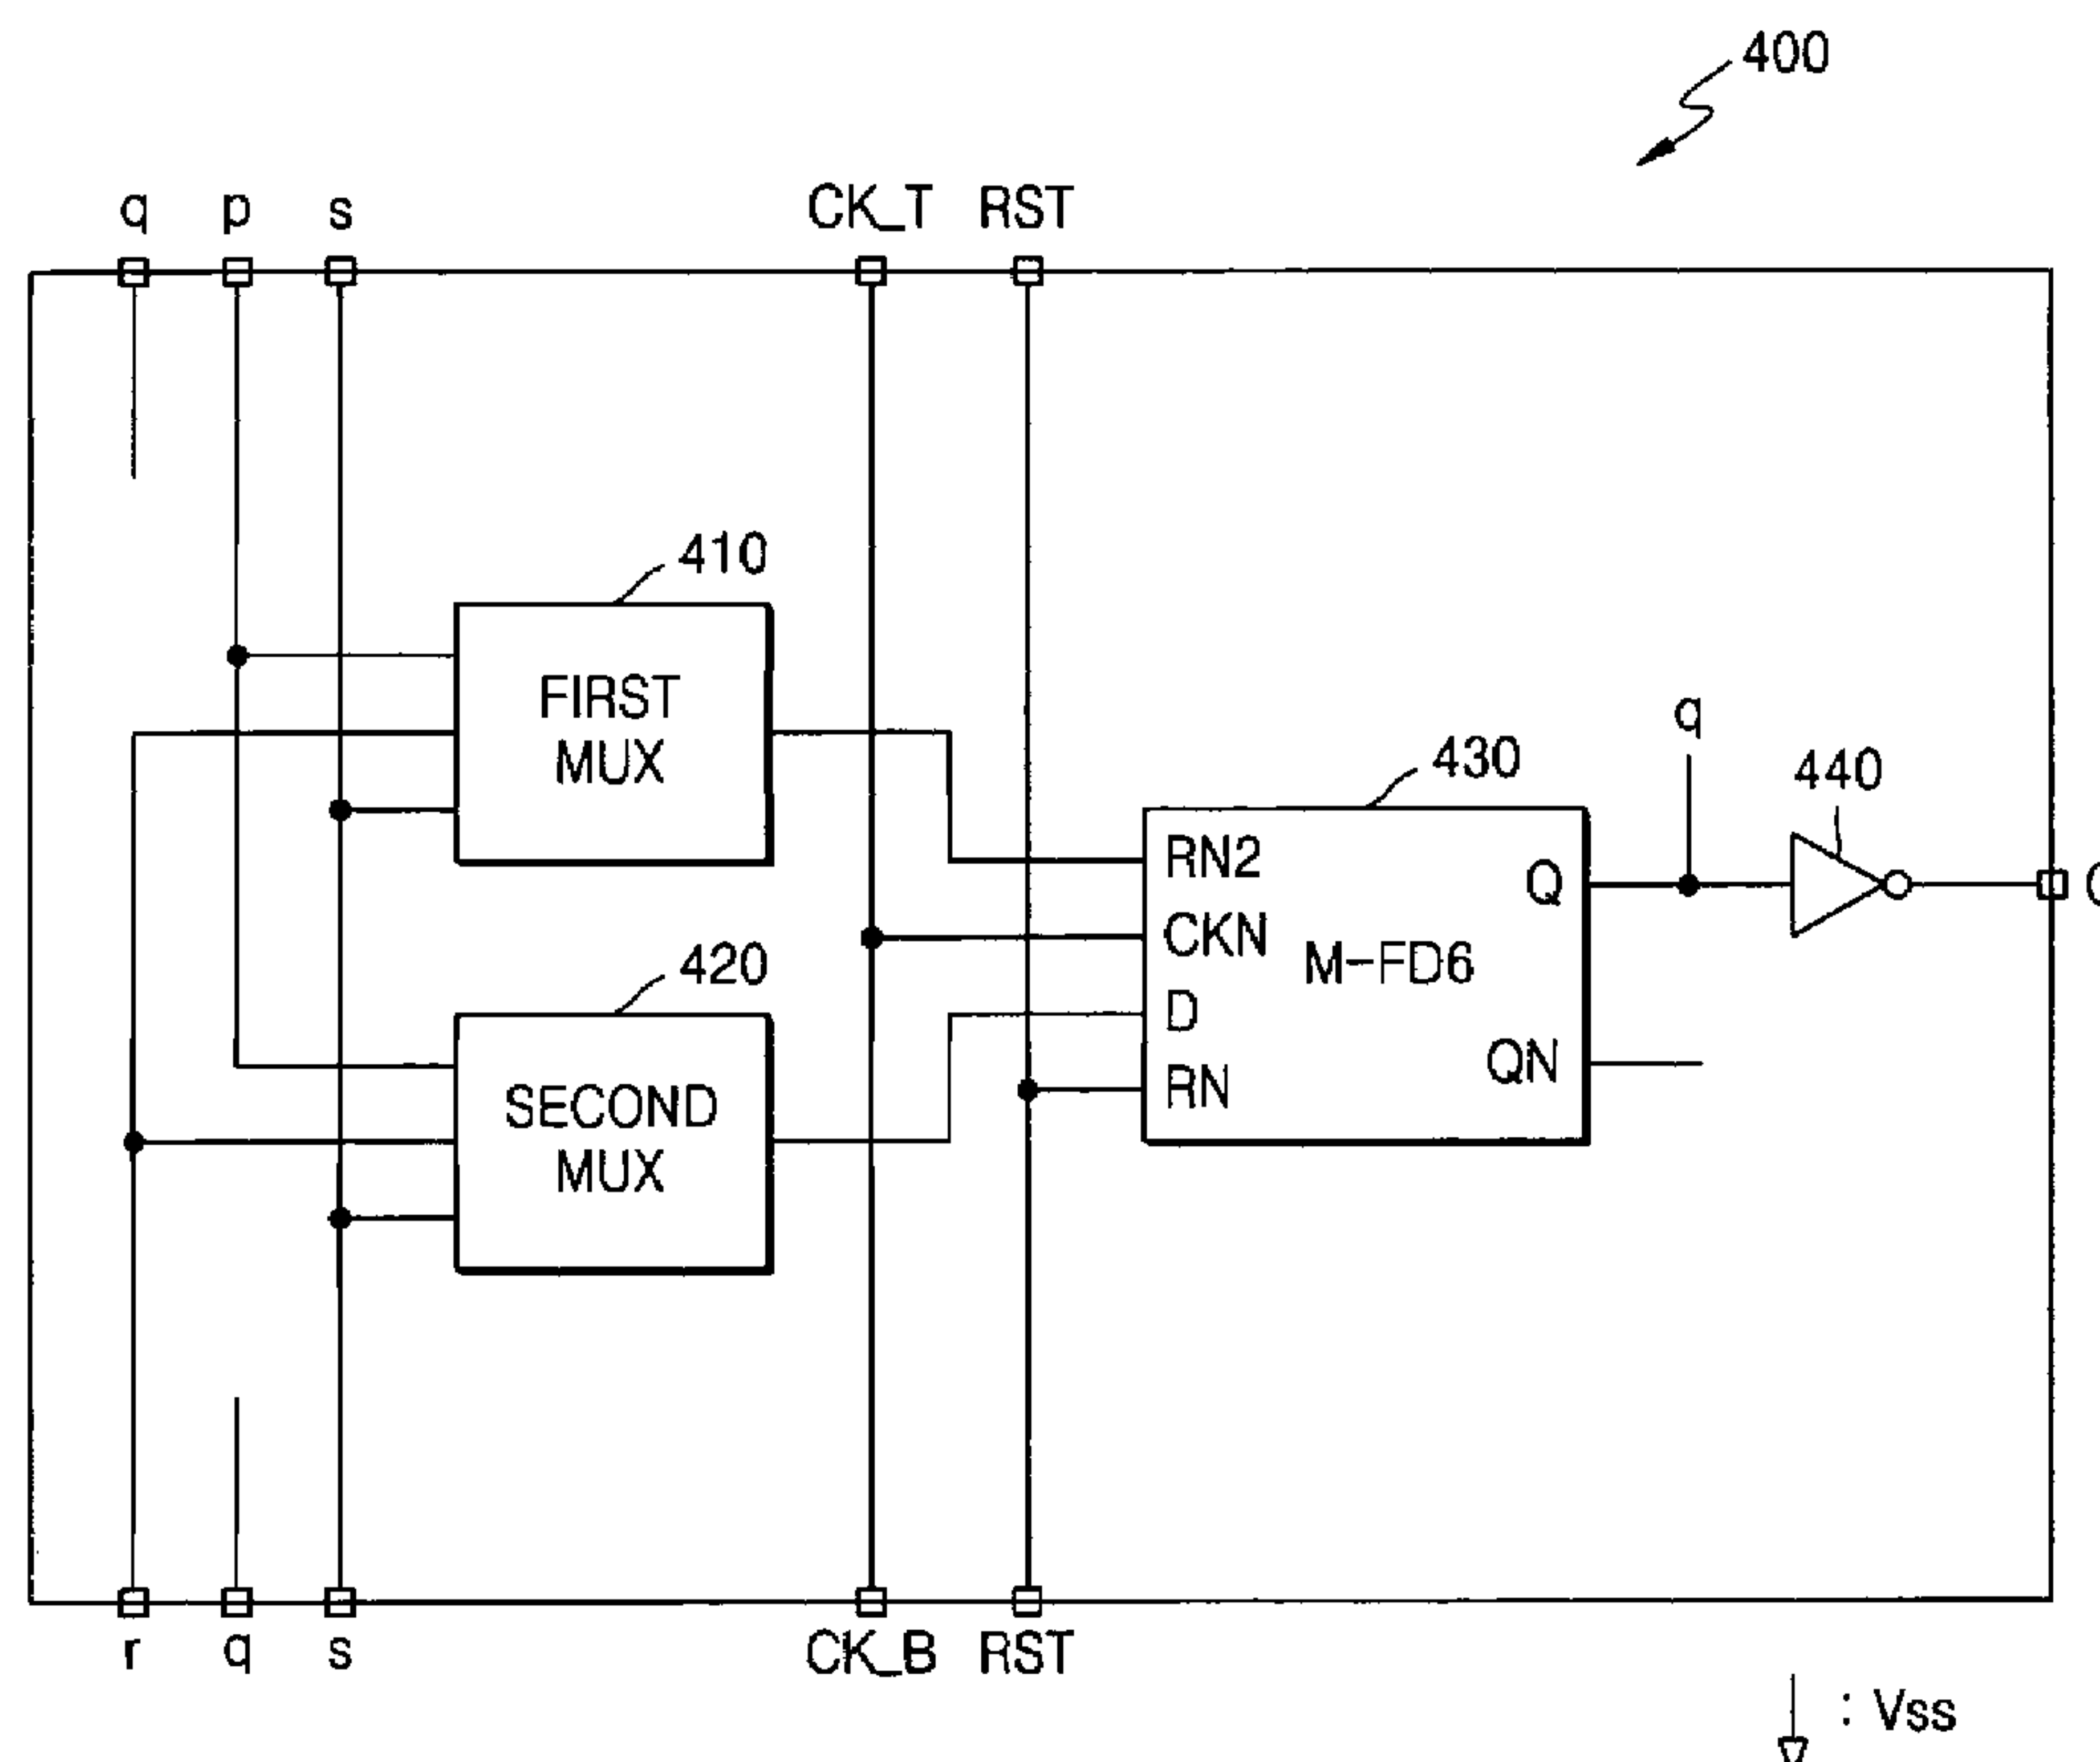 400
q p s CK_T RST
410
FIRST
MUX
q
430
440
RN2
Q
CKN
M-FD6
420
D
SECOND
MUX
QN
RN
r q s CK_B RST
: Vss